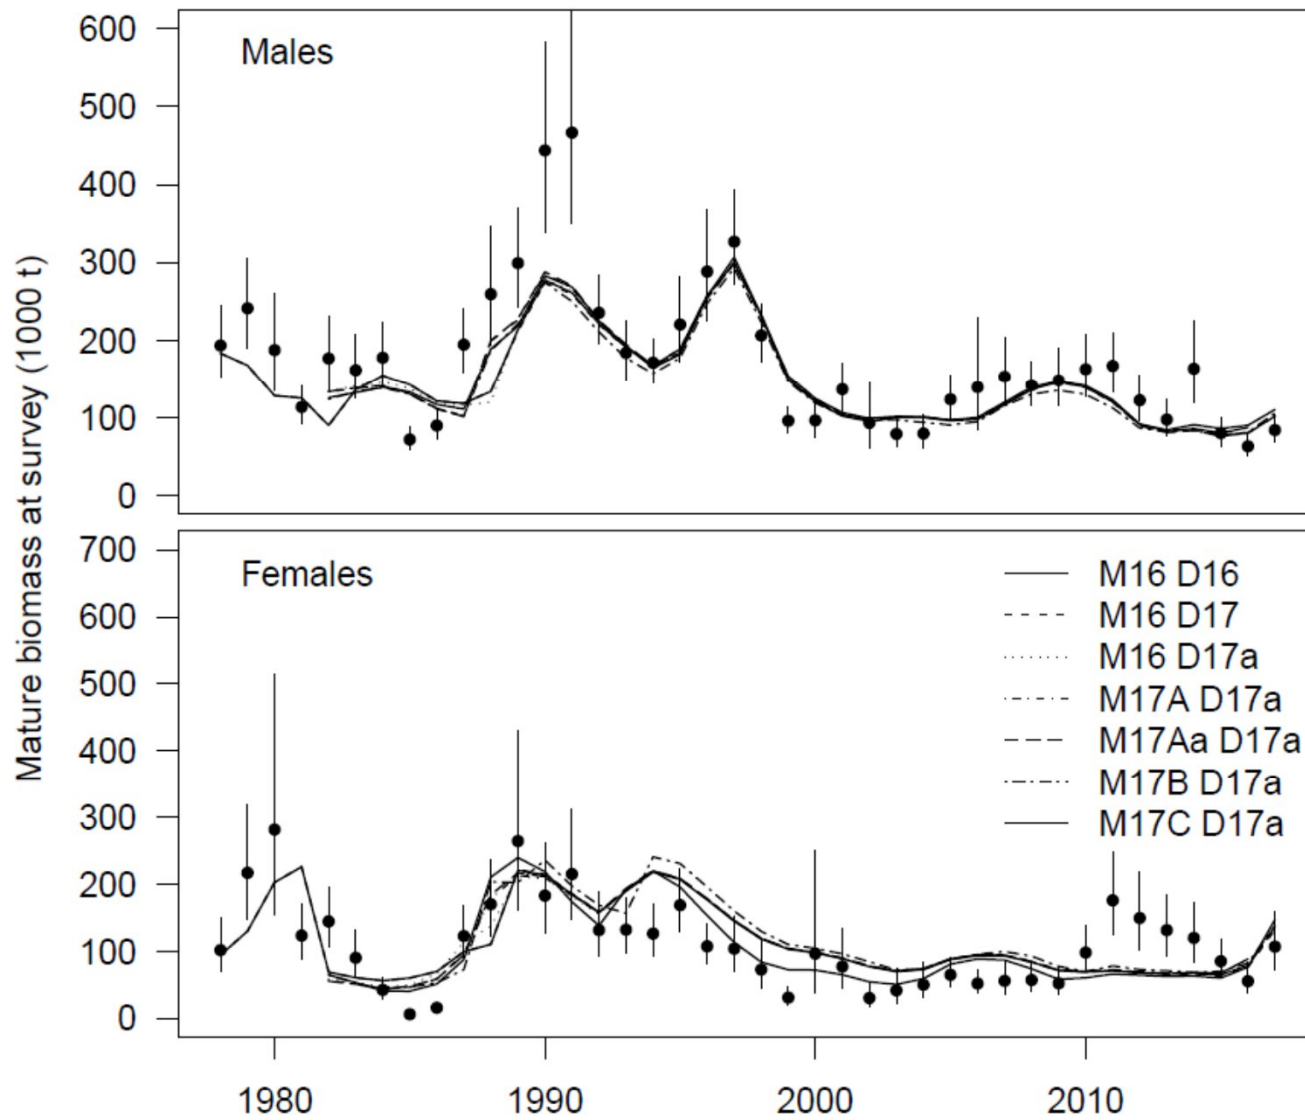 Mature biomass at survey (1000 t)
Males
600
500
400
300
200
100
0
Females
700
600
500
400
300
200
100
0
M16 D16
M16 D17
M16 D17a
M17A D17a
M17Aa D17a
M17B D17a
M17C D17a
1980 1990 2000 2010